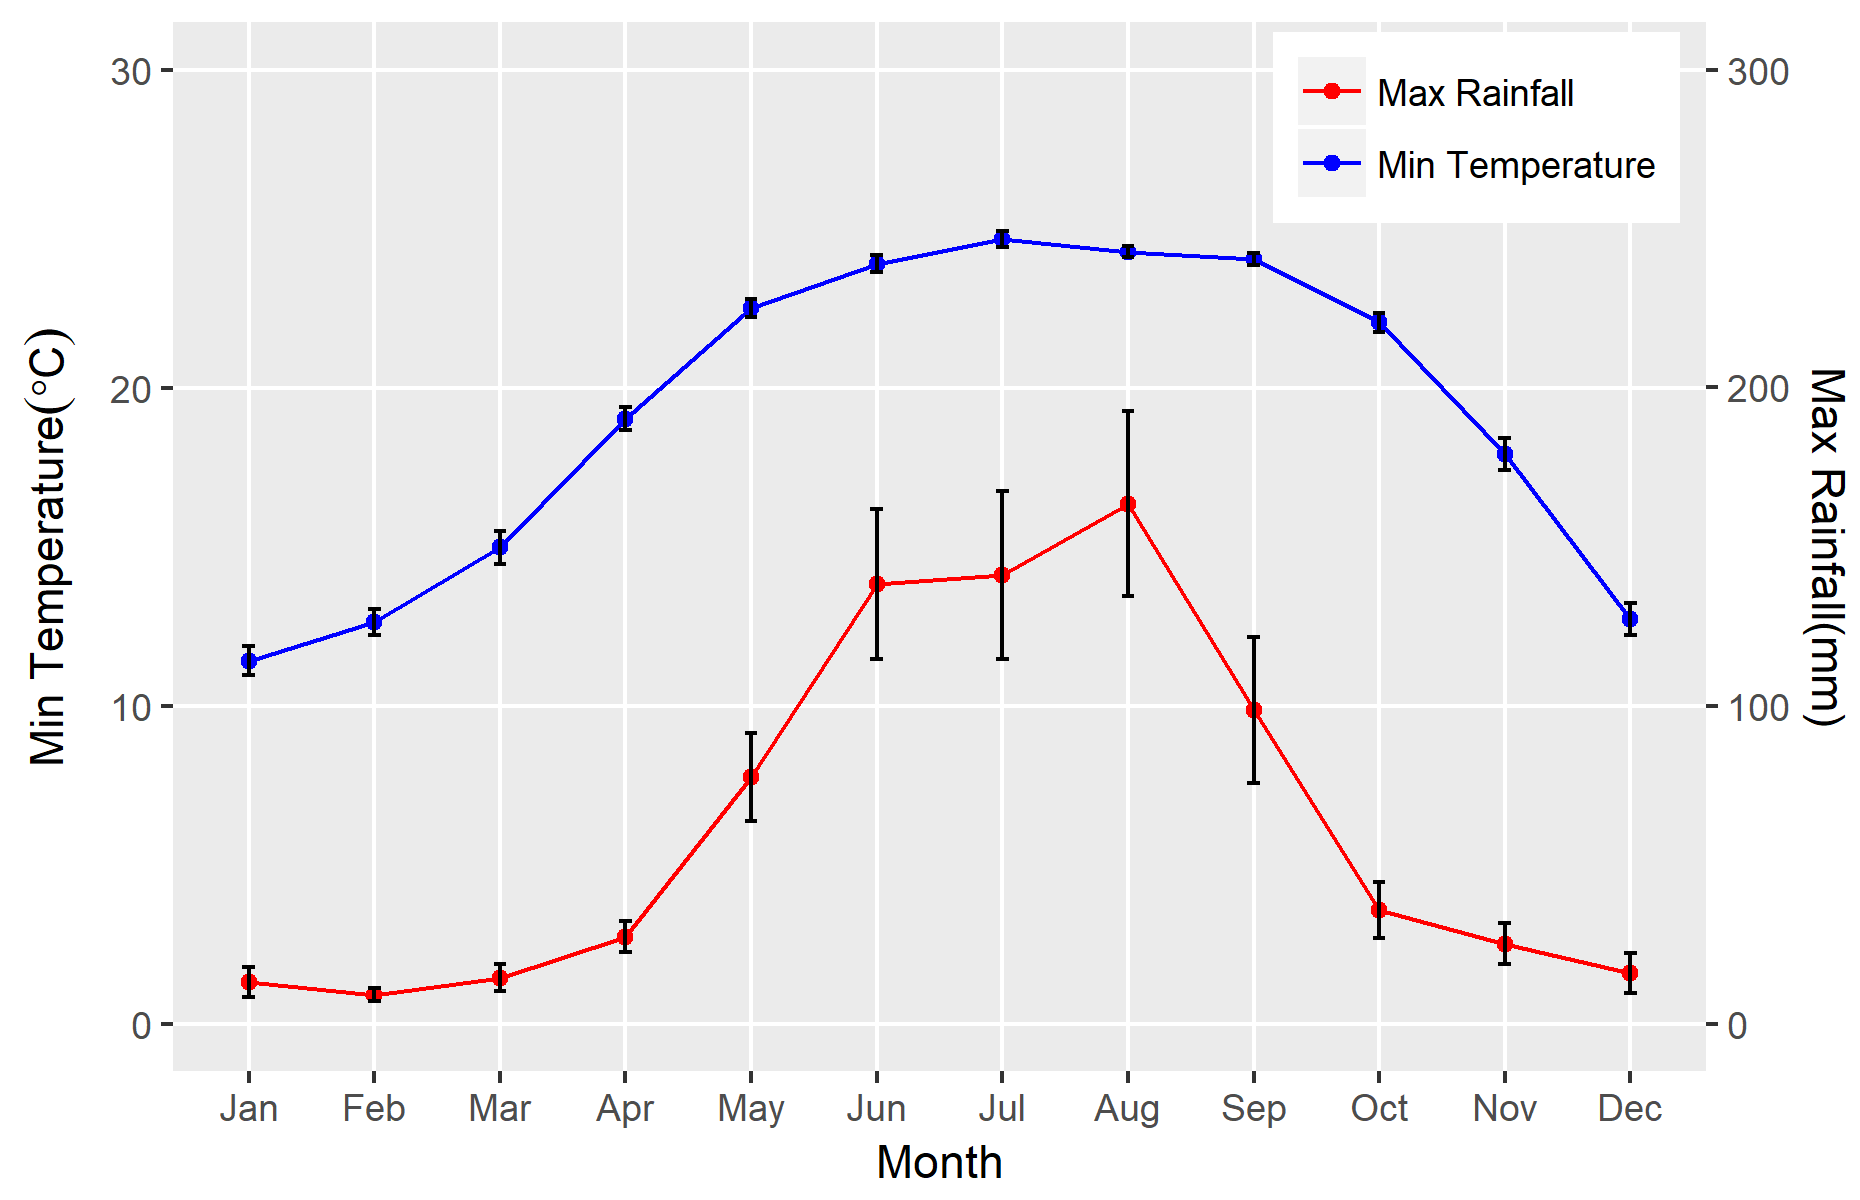 Max Rainfall
Min Temperature
30
20
10
0
300
200
100
0
Min Temperature(°C)
Max Rainfall(mm)
Jan Feb Mar Apr May Jun Jul Aug Sep Oct Nov Dec
Month